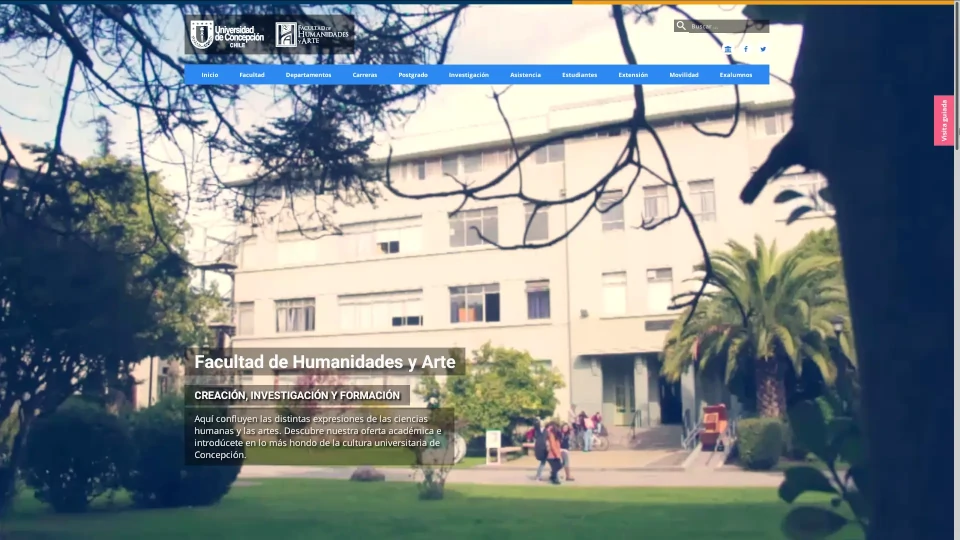 Universidad
de Concepción
CHILE
FACULTAD DE
HUMANIDADES
Y ARTE
Buscar...
Inicio Facultad Departamentos Carreras Postgrado Investigación Asistencia Estudiantes Extensión Movilidad Exalumnos
Visita guiada
Facultad de Humanidades y Arte
CREACIÓN, INVESTIGACIÓN Y FORMACIÓN
Aquí confluyen las distintas expresiones de las ciencias
humanas y las artes. Descubre nuestra oferta académica e
introdúcete en lo más hondo de la cultura universitaria de
Concepción.